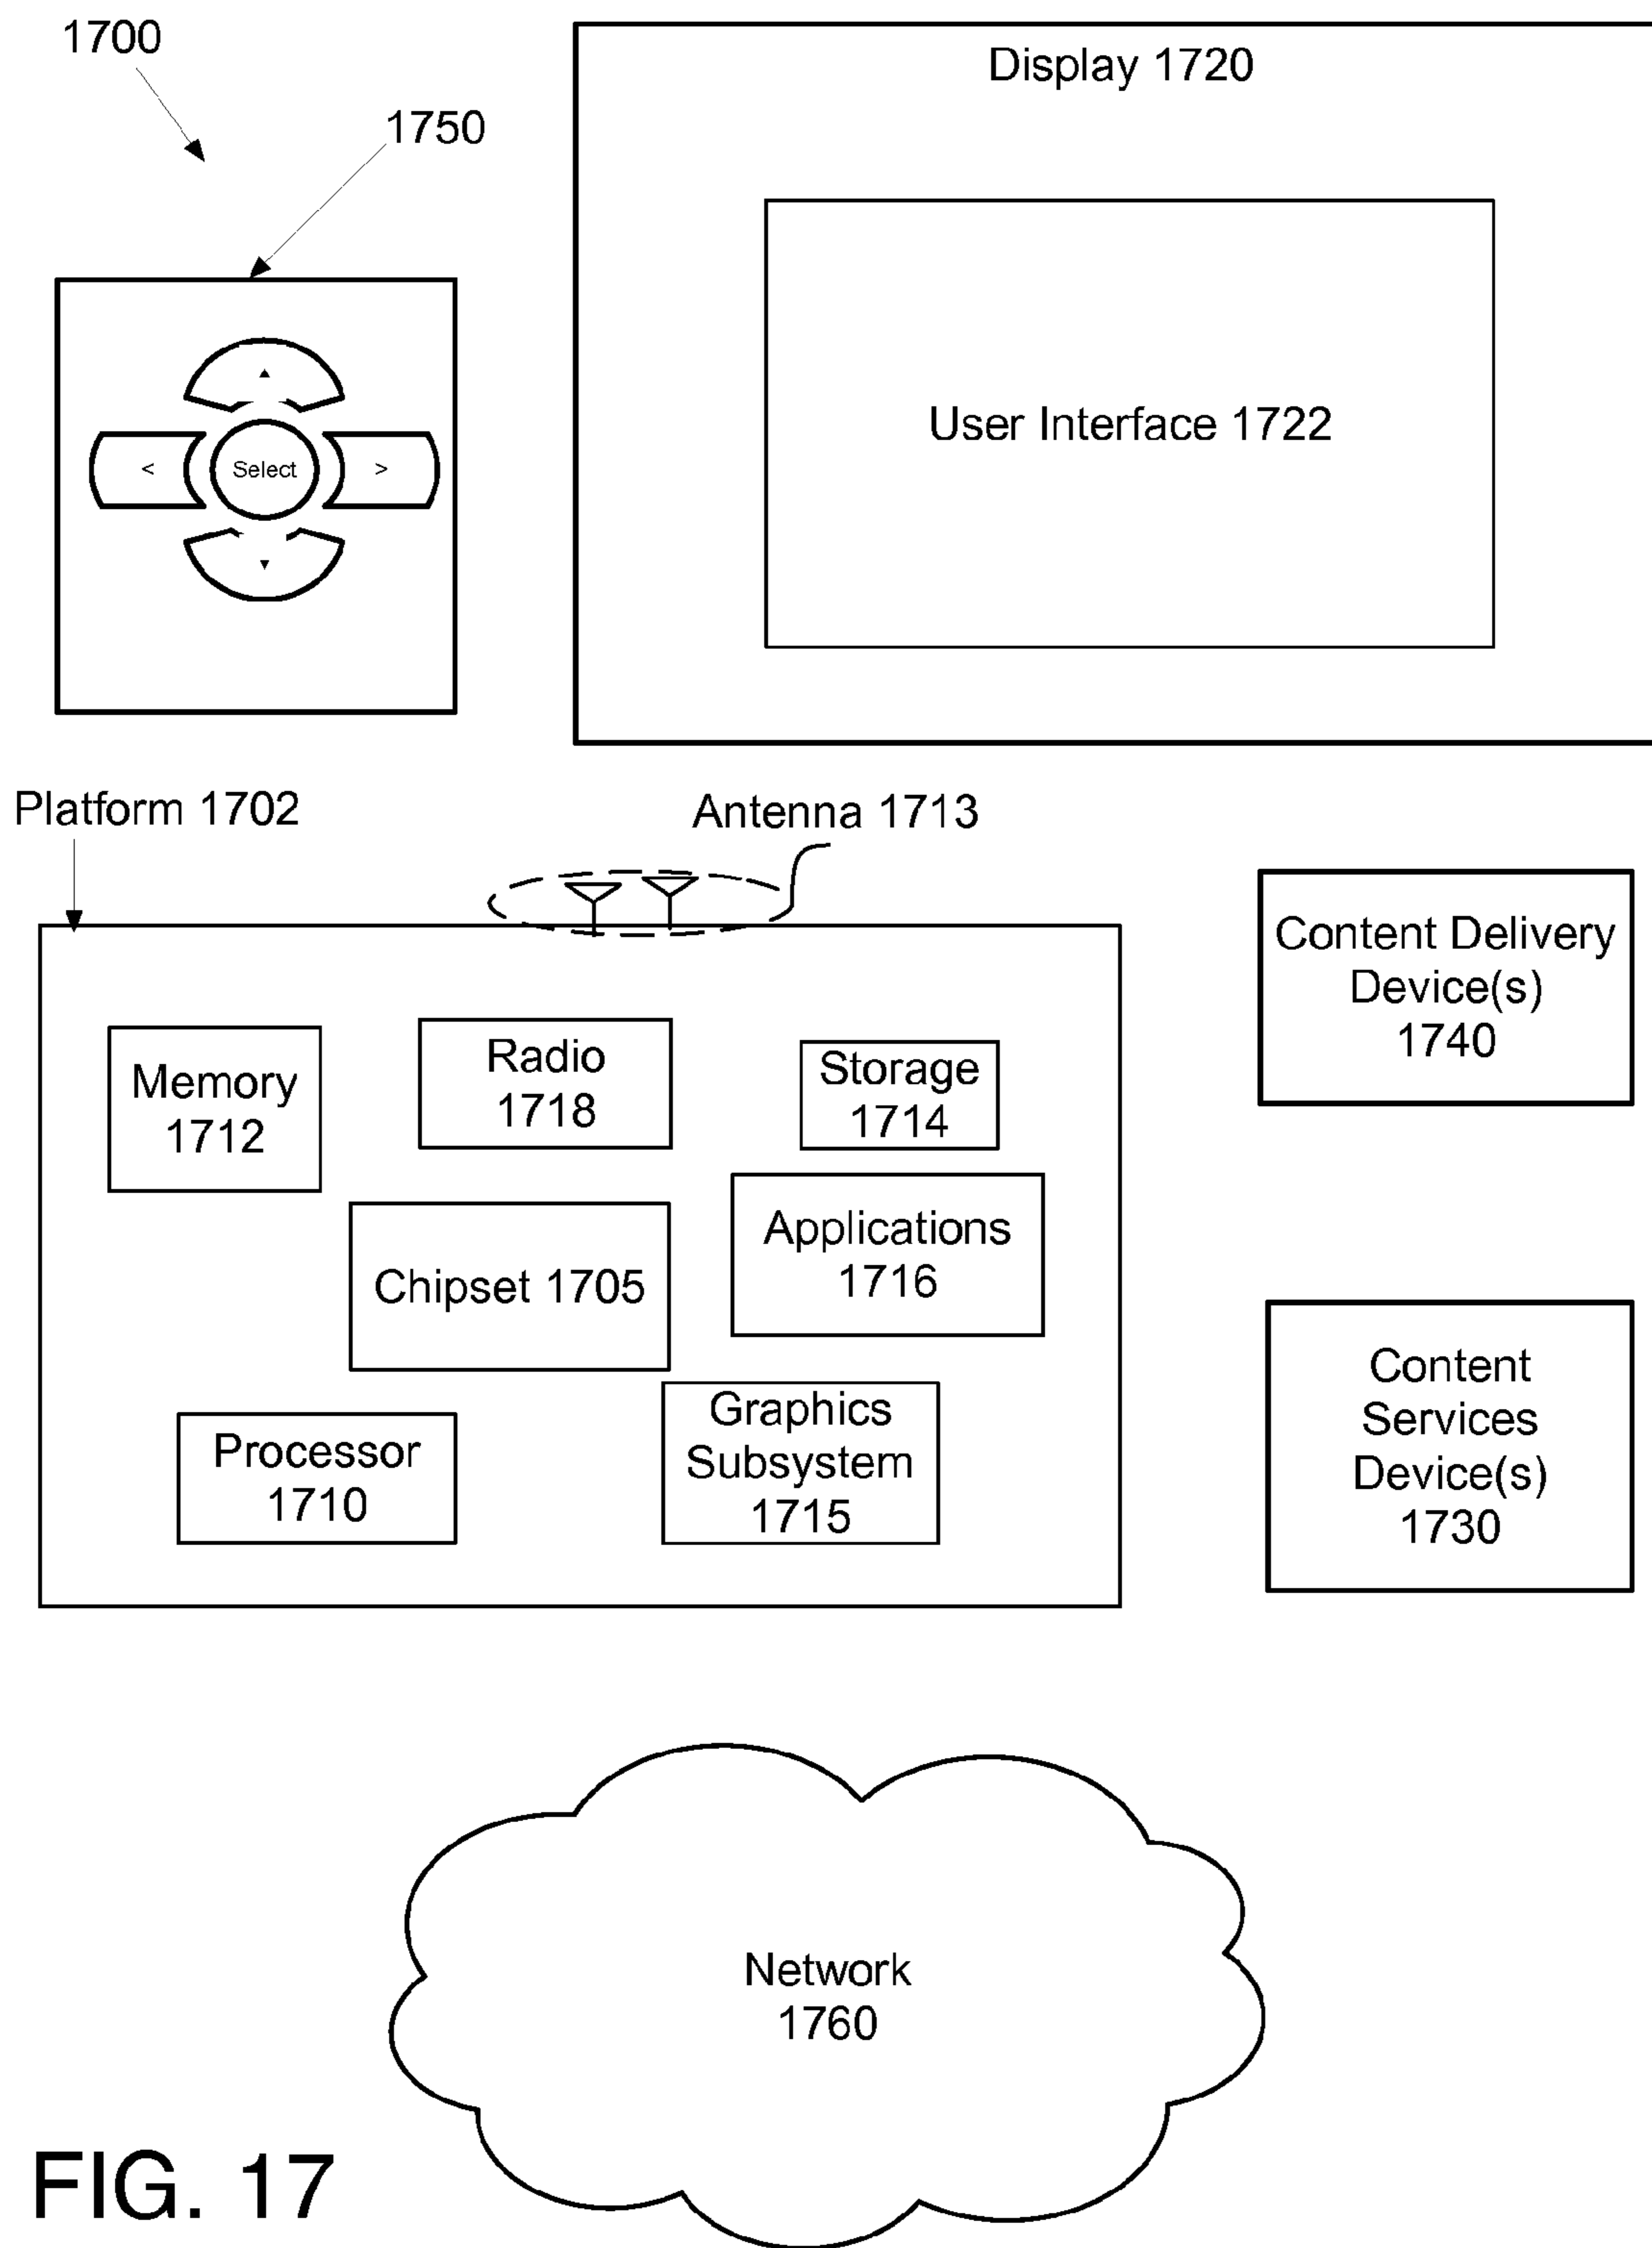 1700
1750
Display 1720
User Interface 1722
<
Select
>
Platform 1702
Antenna 1713
Memory
1712
Radio
1718
Storage
1714
Chipset 1705
Applications
1716
Processor
1710
Graphics
Subsystem
1715
Content Delivery
Device(s)
1740
Content
Services
Device(s)
1730
Network
1760
FIG. 17